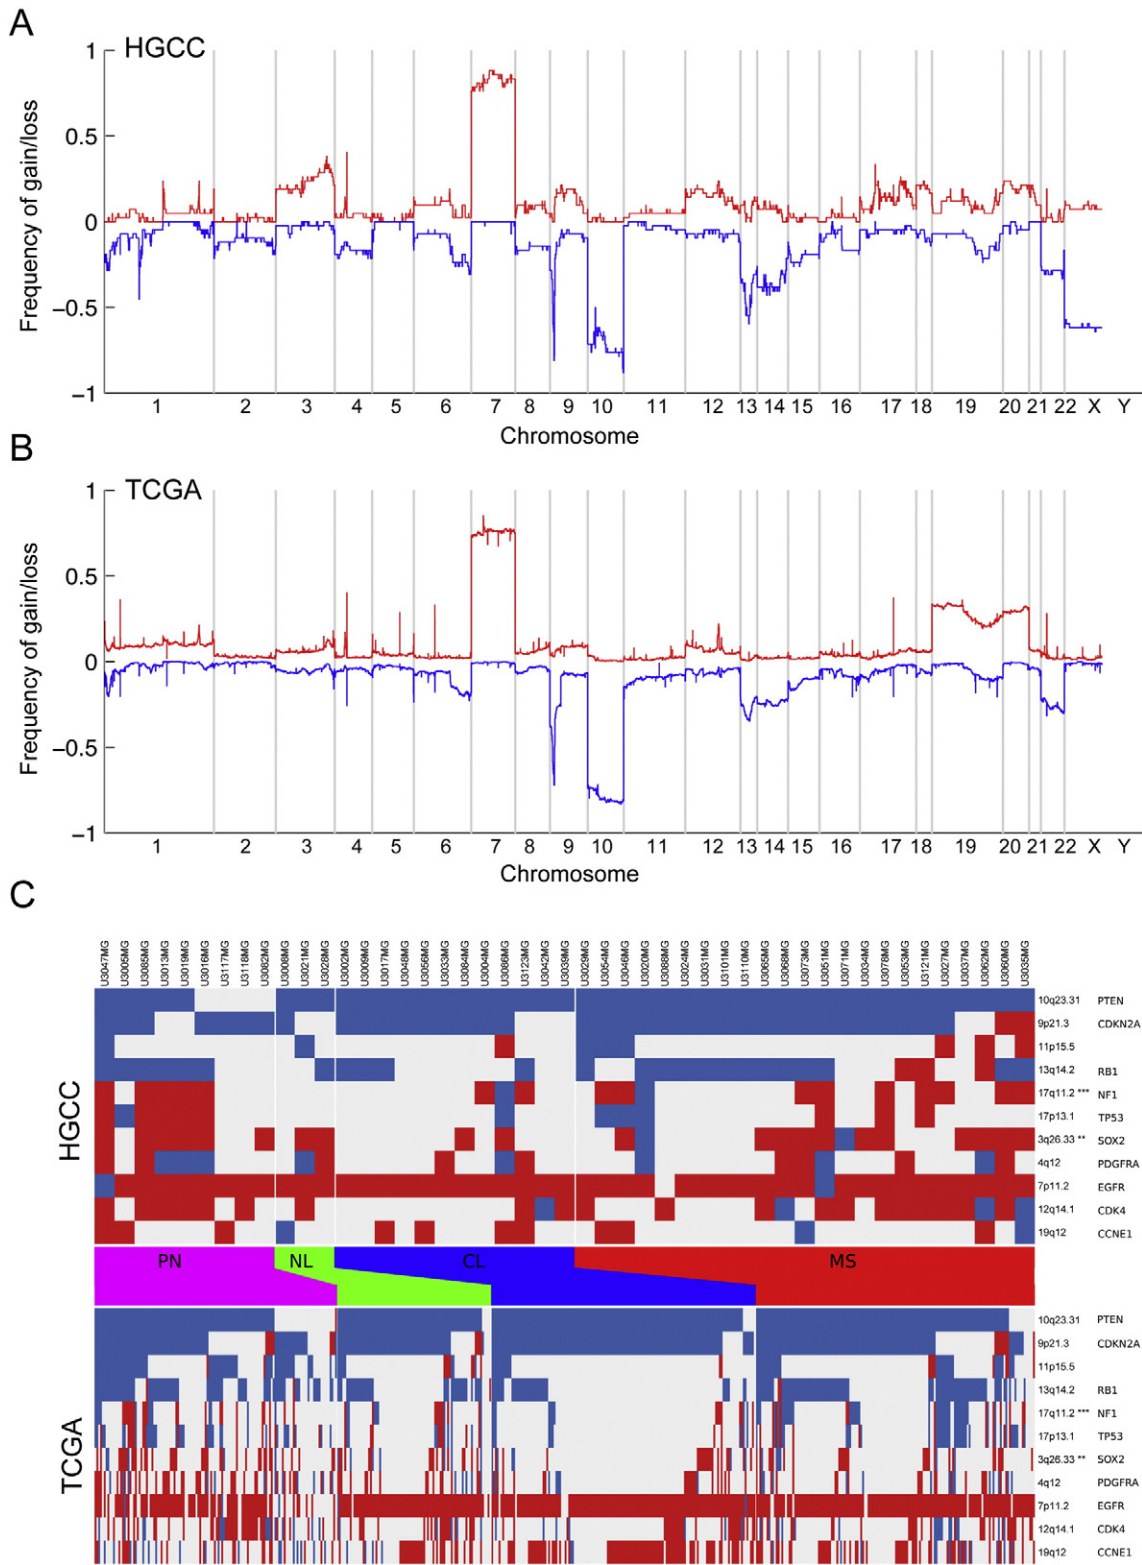 A
HGCC
Frequency of gain/loss
1
0.5
0
−0.5
−1
1 2 3 4 5 6 7 8 9 10 11 12 13 14 15 16 17 18 19 20 21 22 X Y
Chromosome
B
TCGA
Frequency of gain/loss
1
0.5
0
−0.5
−1
1 2 3 4 5 6 7 8 9 10 11 12 13 14 15 16 17 18 19 20 21 22 X Y
Chromosome
C
U3047MG U3005MG U3085MG U3013MG U3019MG U3016MG U3117MG U3118MG U3082MG U3008MG U3021MG U3028MG U3002MG U3009MG U3017MG U3048MG U3056MG U3033MG U3084MG U3004MG U3086MG U3123MG U3042MG U3039MG U3029MG U3054MG U3046MG U3020MG U3088MG U3024MG U3031MG U3101MG U3110MG U3065MG U3068MG U3073MG U3051MG U3071MG U3034MG U3078MG U3053MG U3121MG U3027MG U3037MG U3062MG U3060MG U3035MG
HGCC
10q23.31 PTEN
9p21.3 CDKN2A
11p15.5
13q14.2 RB1
17q11.2 *** NF1
17p13.1 TP53
3q26.33 ** SOX2
4q12 PDGFRA
7p11.2 EGFR
12q14.1 CDK4
19q12 CCNE1
PN NL CL MS
TCGA
10q23.31 PTEN
9p21.3 CDKN2A
11p15.5
13q14.2 RB1
17q11.2 *** NF1
17p13.1 TP53
3q26.33 ** SOX2
4q12 PDGFRA
7p11.2 EGFR
12q14.1 CDK4
19q12 CCNE1